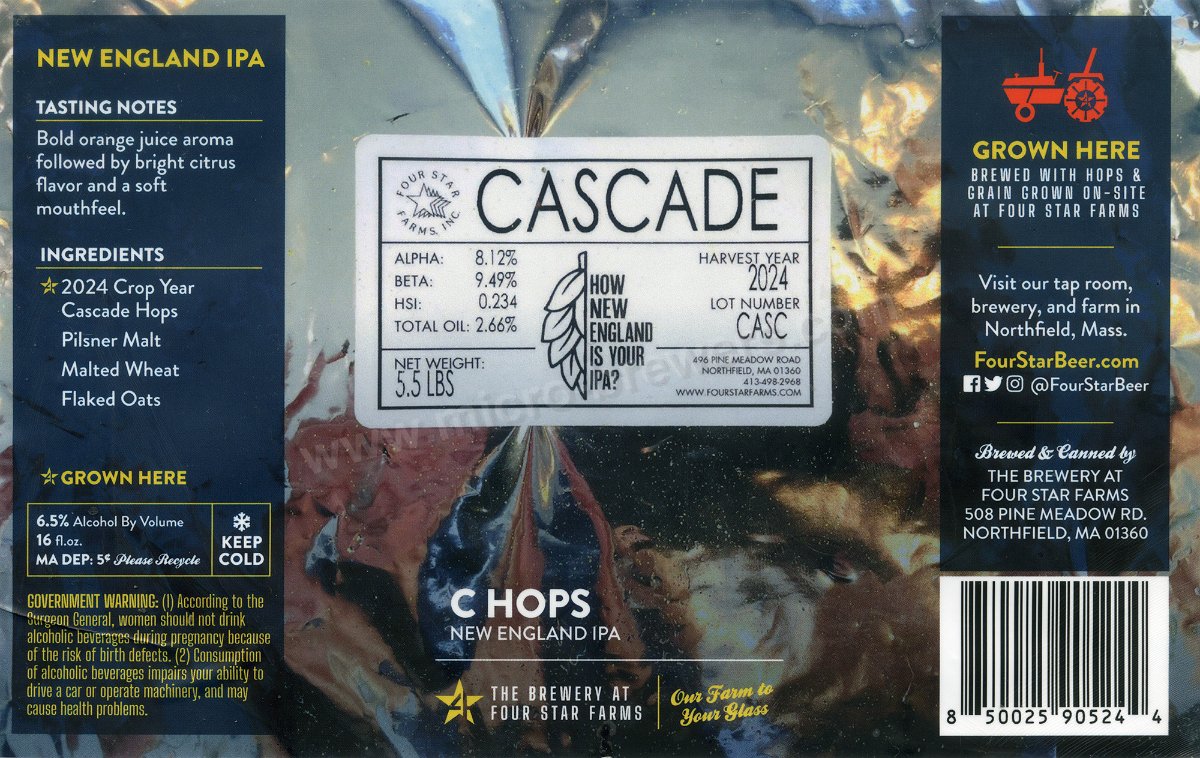 NEW ENGLAND IPA
TASTING NOTES
Bold orange juice aroma
followed by bright citrus
flavor and a soft
mouthfeel.
INGREDIENTS
2024 Crop Year
Cascade Hops
Pilsner Malt
Malted Wheat
Flaked Oats
GROWN HERE
6.5% Alcohol By Volume
16 fl.oz.
MA DEP: 5¢ Please Recycle
KEEP
COLD
GOVERNMENT WARNING: (1) According to the
Surgeon General, women should not drink
alcoholic beverages during pregnancy because
of the risk of birth defects. (2) Consumption
of alcoholic beverages impairs your ability to
drive a car or operate machinery, and may
cause health problems.
FOUR STAR
FARMS, INC.
CASCADE
ALPHA: 8.12%
BETA: 9.49%
HSI: 0.234
TOTAL OIL: 2.66%
NET WEIGHT:
5.5 LBS
HOW
NEW
ENGLAND
IS YOUR
IPA?
HARVEST YEAR
2024
LOT NUMBER
CASC
496 PINE MEADOW ROAD
NORTHFIELD, MA 01360
413-498-2968
WWW.FOURSTARFARMS.COM
C HOPS
NEW ENGLAND IPA
THE BREWERY AT
FOUR STAR FARMS
Our Farm to
Your Glass
GROWN HERE
BREWED WITH HOPS &
GRAIN GROWN ON-SITE
AT FOUR STAR FARMS
Visit our tap room,
brewery, and farm in
Northfield, Mass.
FourStarBeer.com
@FourStarBeer
Brewed & Canned by
THE BREWERY AT
FOUR STAR FARMS
508 PINE MEADOW RD.
NORTHFIELD, MA 01360
8 50025 90524 4